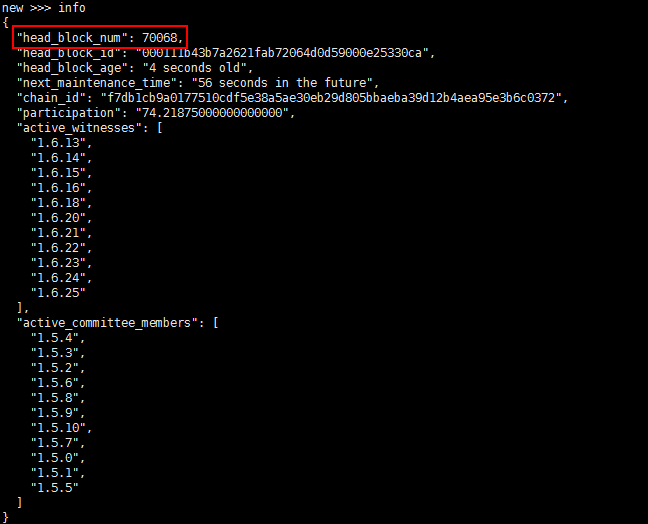 new >>> info
{
  "head_block_num": 70068,
  "head_block_id": "000111b43b7a2621fab72064d0d59000e25330ca",
  "head_block_age": "4 seconds old",
  "next_maintenance_time": "56 seconds in the future",
  "chain_id": "f7db1cb9a0177510cdf5e38a5ae30eb29d805bbaeba39d12b4aea95e3b6c0372",
  "participation": "74.21875000000000000",
  "active_witnesses": [
    "1.6.13",
    "1.6.14",
    "1.6.15",
    "1.6.16",
    "1.6.18",
    "1.6.20",
    "1.6.21",
    "1.6.22",
    "1.6.23",
    "1.6.24",
    "1.6.25"
  ],
  "active_committee_members": [
    "1.5.4",
    "1.5.3",
    "1.5.2",
    "1.5.6",
    "1.5.8",
    "1.5.9",
    "1.5.10",
    "1.5.7",
    "1.5.0",
    "1.5.1",
    "1.5.5"
  ]
}